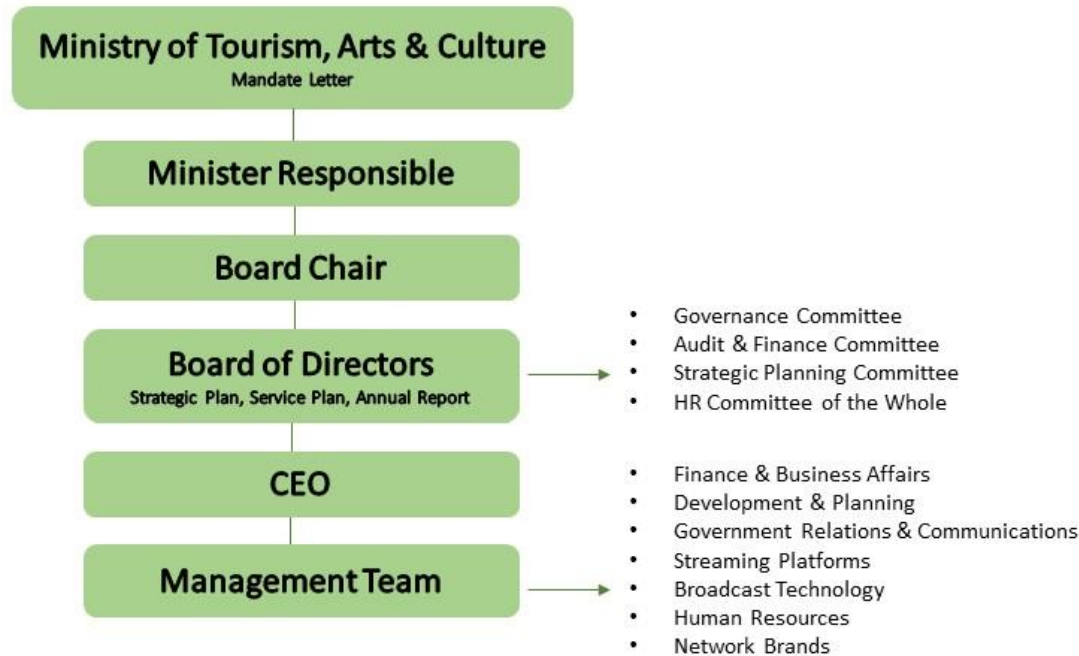 Ministry of Tourism, Arts & Culture
Mandate Letter
Minister Responsible
Board Chair
Board of Directors
Strategic Plan, Service Plan, Annual Report
• Governance Committee
• Audit & Finance Committee
• Strategic Planning Committee
• HR Committee of the Whole
CEO
Management Team
• Finance & Business Affairs
• Development & Planning
• Government Relations & Communications
• Streaming Platforms
• Broadcast Technology
• Human Resources
• Network Brands